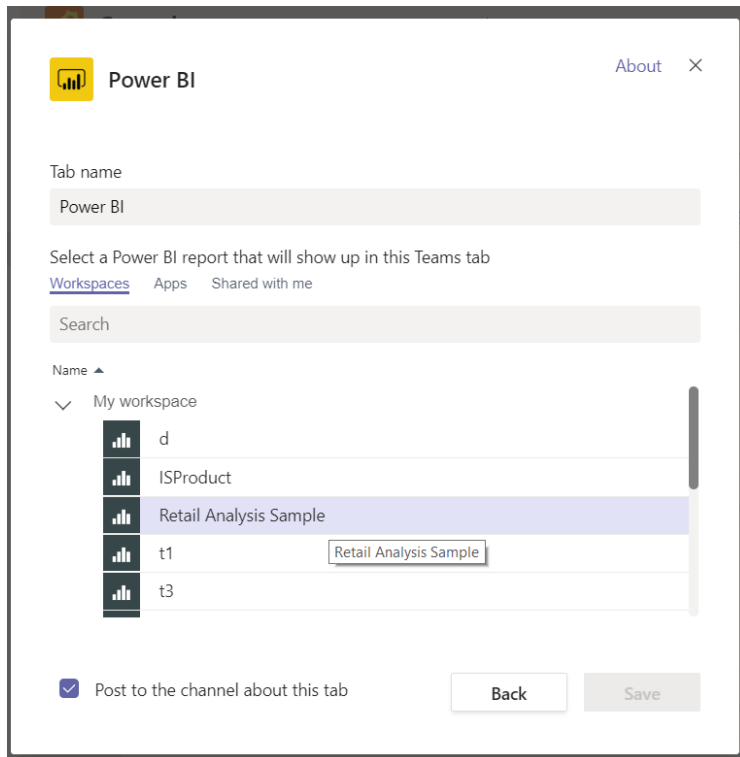 Power BI
About
Tab name
Power BI
Select a Power BI report that will show up in this Teams tab
Workspaces Apps Shared with me
Search
Name
My workspace
d
ISProduct
Retail Analysis Sample
t1
Retail Analysis Sample
t3
Post to the channel about this tab
Back
Save